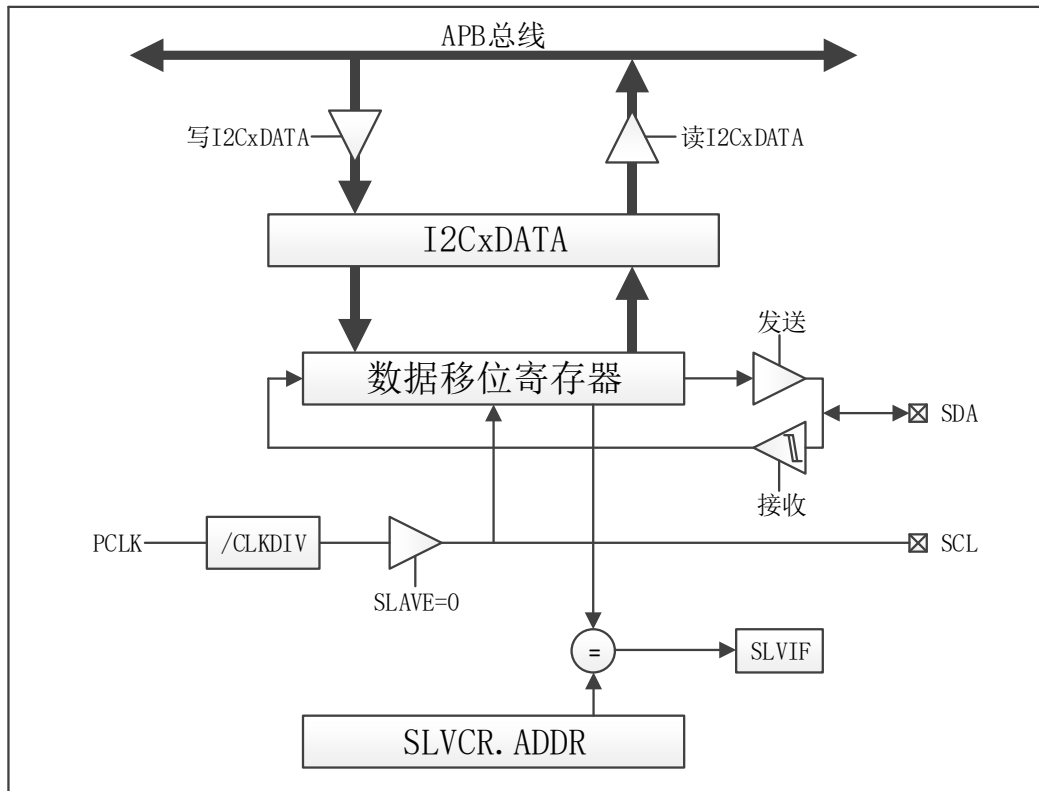 APB总线
写I2CxDATA
读I2CxDATA
I2CxDATA
发送
数据移位寄存器
SDA
接收
PCLK
/CLKDIV
SCL
SLAVE=0
=
SLVIF
SLVCR.ADDR